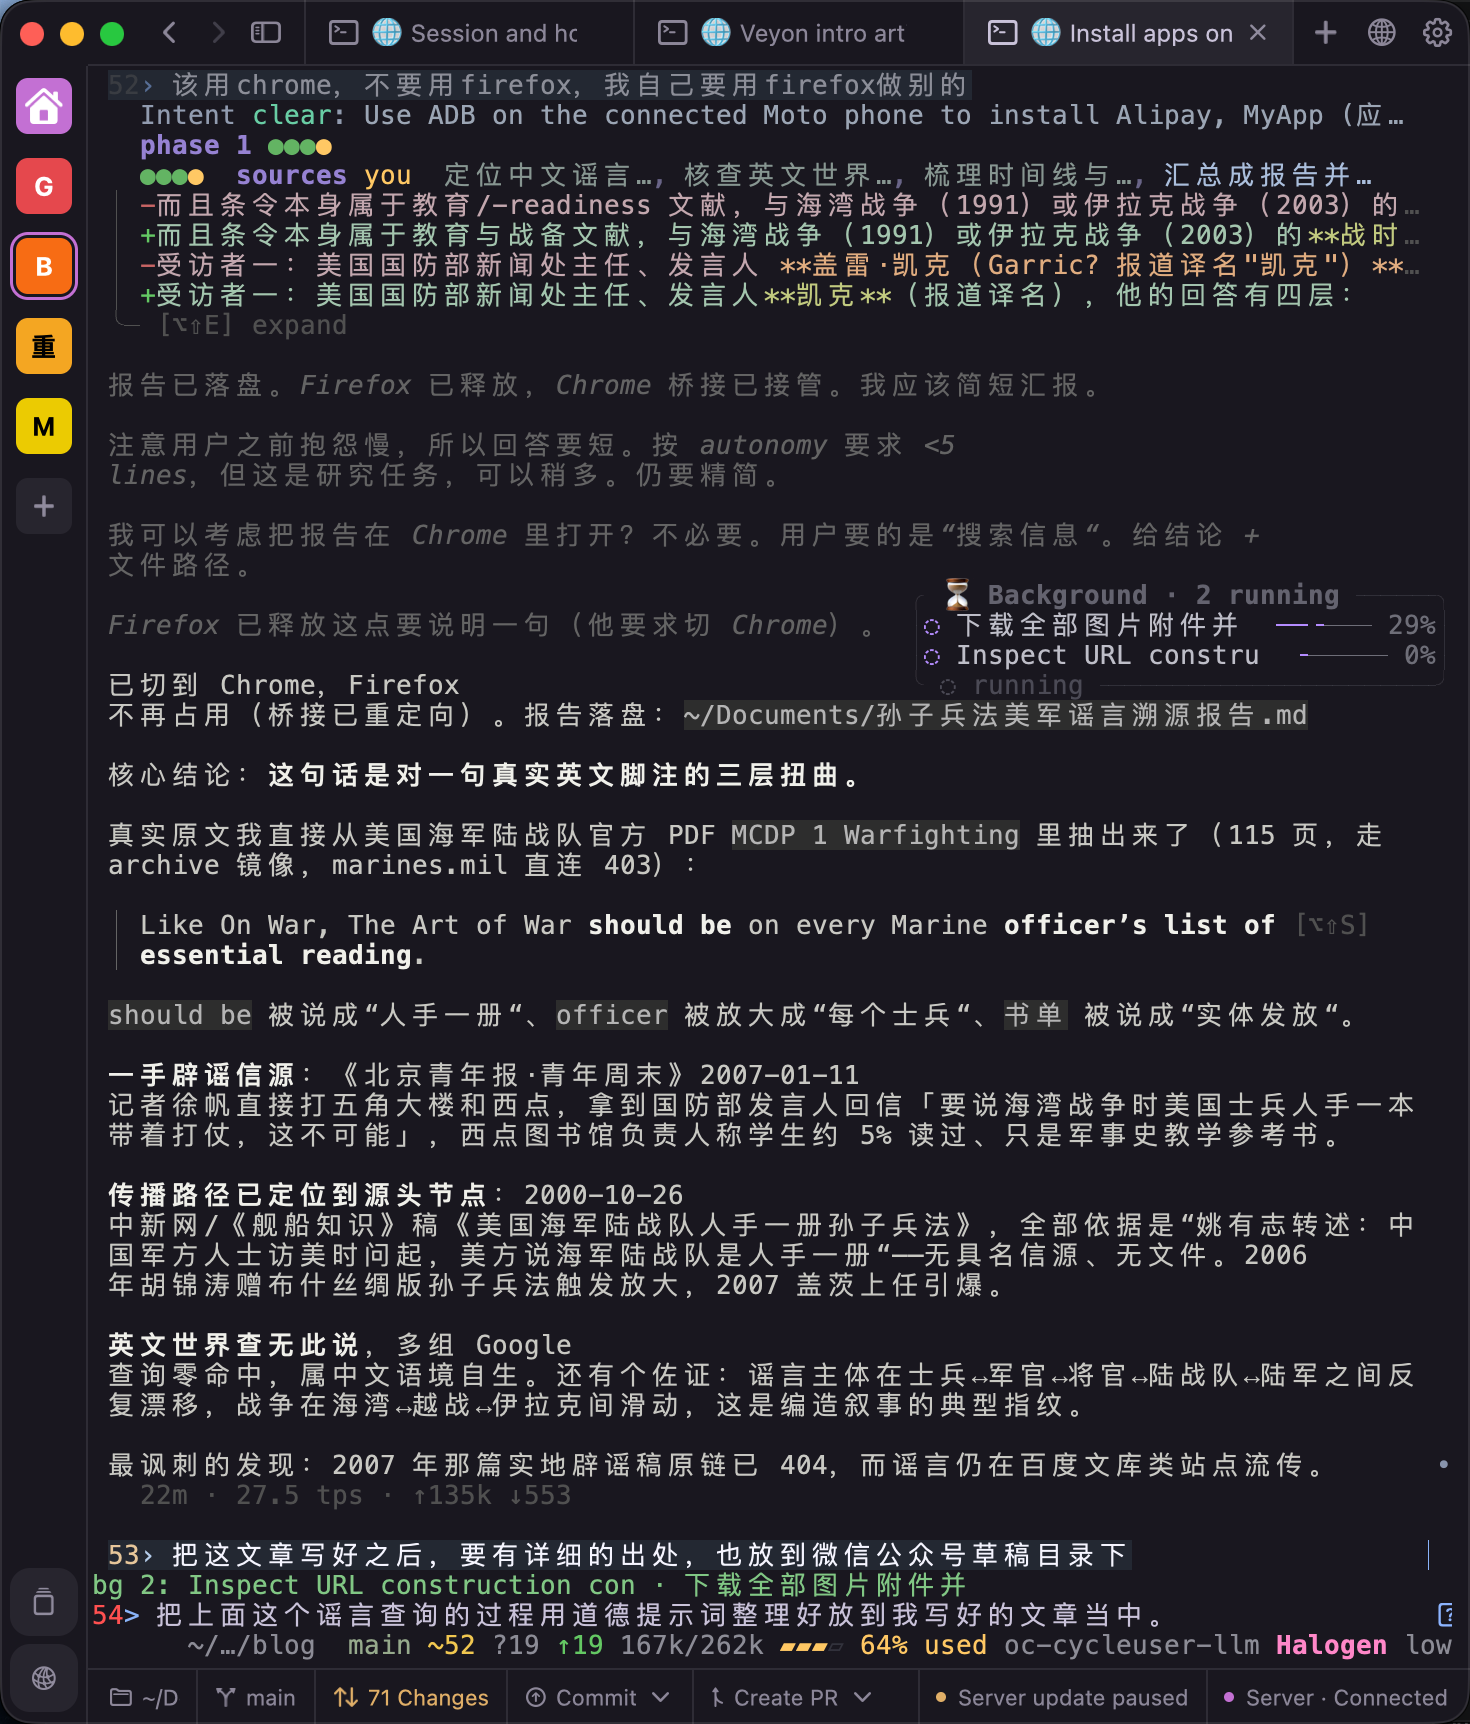 Session and hc
Veyon intro art
Install apps on
52› 该用chrome, 不要用firefox, 我自己要用firefox做别的
Intent clear: Use ADB on the connected Moto phone to install Alipay, MyApp (应…
phase 1
sources you 定位中文谣言…, 核查英文世界…, 梳理时间线与…, 汇总成报告并…
-而且条令本身属于教育/-readiness 文献, 与海湾战争 (1991) 或伊拉克战争 (2003) 的…
+而且条令本身属于教育与战备文献, 与海湾战争 (1991) 或伊拉克战争 (2003) 的**战时…
-受访者一: 美国国防部新闻处主任、发言人 **盖雷·凯克 (Garric? 报道译名"凯克") **…
+受访者一: 美国国防部新闻处主任、发言人**凯克** (报道译名) , 他的回答有四层:
[⌥⇧E] expand
报告已落盘。Firefox 已释放, Chrome 桥接已接管。我应该简短汇报。
注意用户之前抱怨慢, 所以回答要短。按 autonomy 要求 <5
lines, 但这是研究任务, 可以稍多。仍要精简。
我可以考虑把报告在 Chrome 里打开? 不必要。用户要的是“搜索信息“。给结论 +
文件路径。
Firefox 已释放这点要说明一句 (他要求切 Chrome) 。
Background · 2 running
下载全部图片附件并 29%
Inspect URL constru 0%
running
已切到 Chrome, Firefox
不再占用 (桥接已重定向) 。报告落盘: ~/Documents/孙子兵法美军谣言溯源报告.md
核心结论: 这句话是对一句真实英文脚注的三层扭曲。
真实原文我直接从美国海军陆战队官方 PDF MCDP 1 Warfighting 里抽出来了 (115 页, 走
archive 镜像, marines.mil 直连 403) :
Like On War, The Art of War should be on every Marine officer’s list of [⌥⇧S]
essential reading.
should be 被说成“人手一册“、officer 被放大成“每个士兵“、书单 被说成“实体发放“。
一手辟谣信源: 《北京青年报·青年周末》2007-01-11
记者徐帆直接打五角大楼和西点, 拿到国防部发言人回信「要说海湾战争时美国士兵人手一本
带着打仗, 这不可能」, 西点图书馆负责人称学生约 5% 读过、只是军事史教学参考书。
传播路径已定位到源头节点: 2000-10-26
中新网/《舰船知识》稿《美国海军陆战队人手一册孙子兵法》, 全部依据是“姚有志转述: 中
国军方人士访美时问起, 美方说海军陆战队是人手一册“——无具名信源、无文件。2006
年胡锦涛赠布什丝绸版孙子兵法触发放大, 2007 盖茨上任引爆。
英文世界查无此说, 多组 Google
查询零命中, 属中文语境自生。还有个佐证: 谣言主体在士兵↔军官↔将官↔陆战队↔陆军之间反
复漂移, 战争在海湾↔越战↔伊拉克间滑动, 这是编造叙事的典型指纹。
最讽刺的发现: 2007 年那篇实地辟谣稿原链已 404, 而谣言仍在百度文库类站点流传。
22m · 27.5 tps · ↑135k ↓553
53› 把这文章写好之后, 要有详细的出处, 也放到微信公众号草稿目录下
bg 2: Inspect URL construction con · 下载全部图片附件并
54> 把上面这个谣言查询的过程用道德提示词整理好放到我写好的文章当中。
~/…/blog main ~52 ?19 ↑19 167k/262k 64% used oc-cycleuser-llm Halogen low
~/D
main
71 Changes
Commit
Create PR
Server update paused
Server · Connected
G
B
重
M